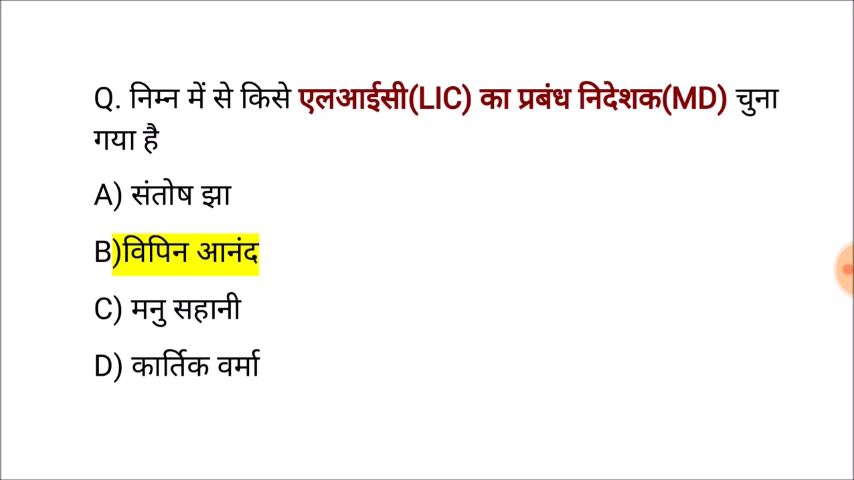 Q. निम्न में से किसे एलआईसी(LIC) का प्रबंध निदेशक(MD) चुना
गया है
A) संतोष झा
B)विपिन आनंद
C) मनु सहानी
D) कार्तिक वर्मा